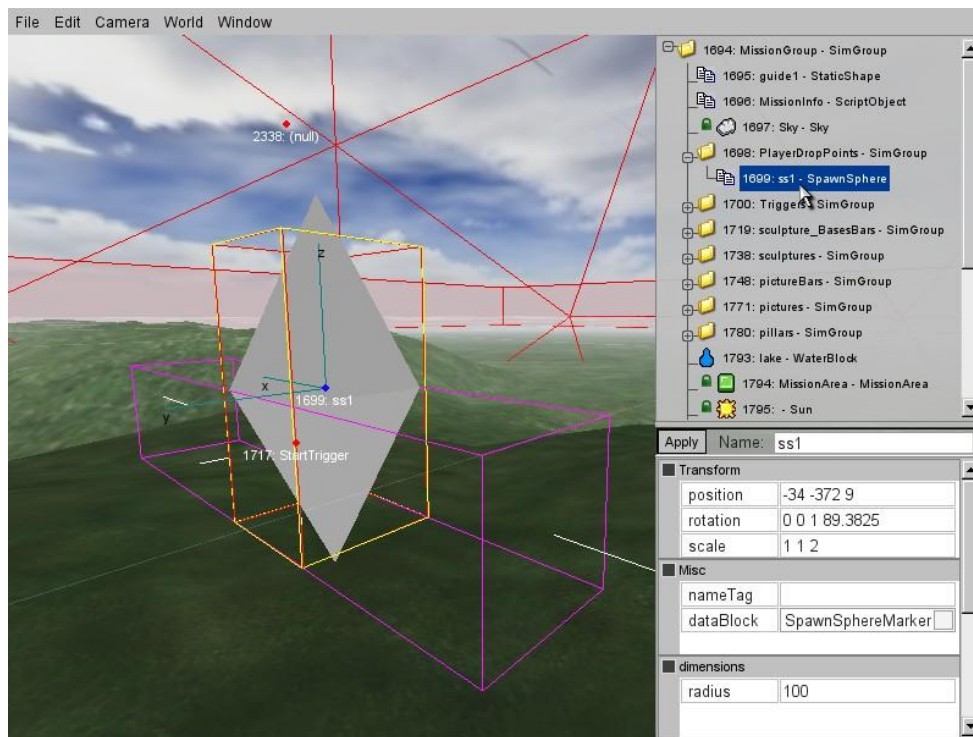 File Edit Camera World Window
1694: MissionGroup - SimGroup
1695: guide1 - StaticShape
1696: MissionInfo - ScriptObject
1697: Sky - Sky
1698: PlayerDropPoints - SimGroup
1699: ss1 - SpawnSphere
1700: Triggers - SimGroup
1719: sculpture_BasesBars - SimGroup
1738: sculptures - SimGroup
1748: pictureBars - SimGroup
1771: pictures - SimGroup
1780: pillars - SimGroup
1793: lake - WaterBlock
1794: MissionArea - MissionArea
1795: - Sun
2338: (null)
z
x
y
1699: ss1
1717: StartTrigger
Apply Name: ss1
Transform
position -34 -372 9
rotation 0 0 1 89.3825
scale 1 1 2
Misc
nameTag
dataBlock SpawnSphereMarker
dimensions
radius 100